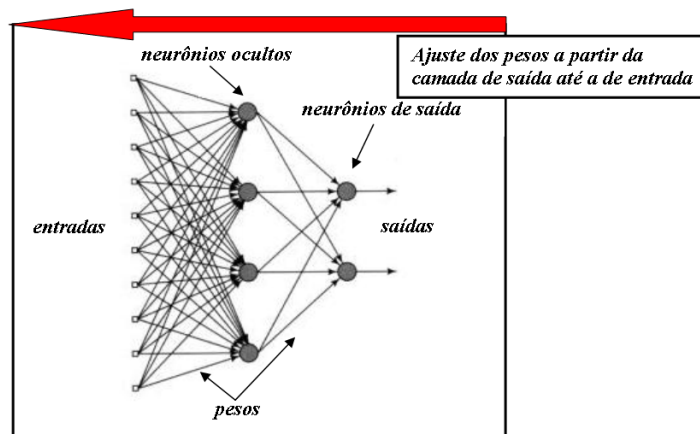 Ajuste dos pesos a partir da
camada de saída até a de entrada
neurônios ocultos
neurônios de saída
entradas
saídas
pesos